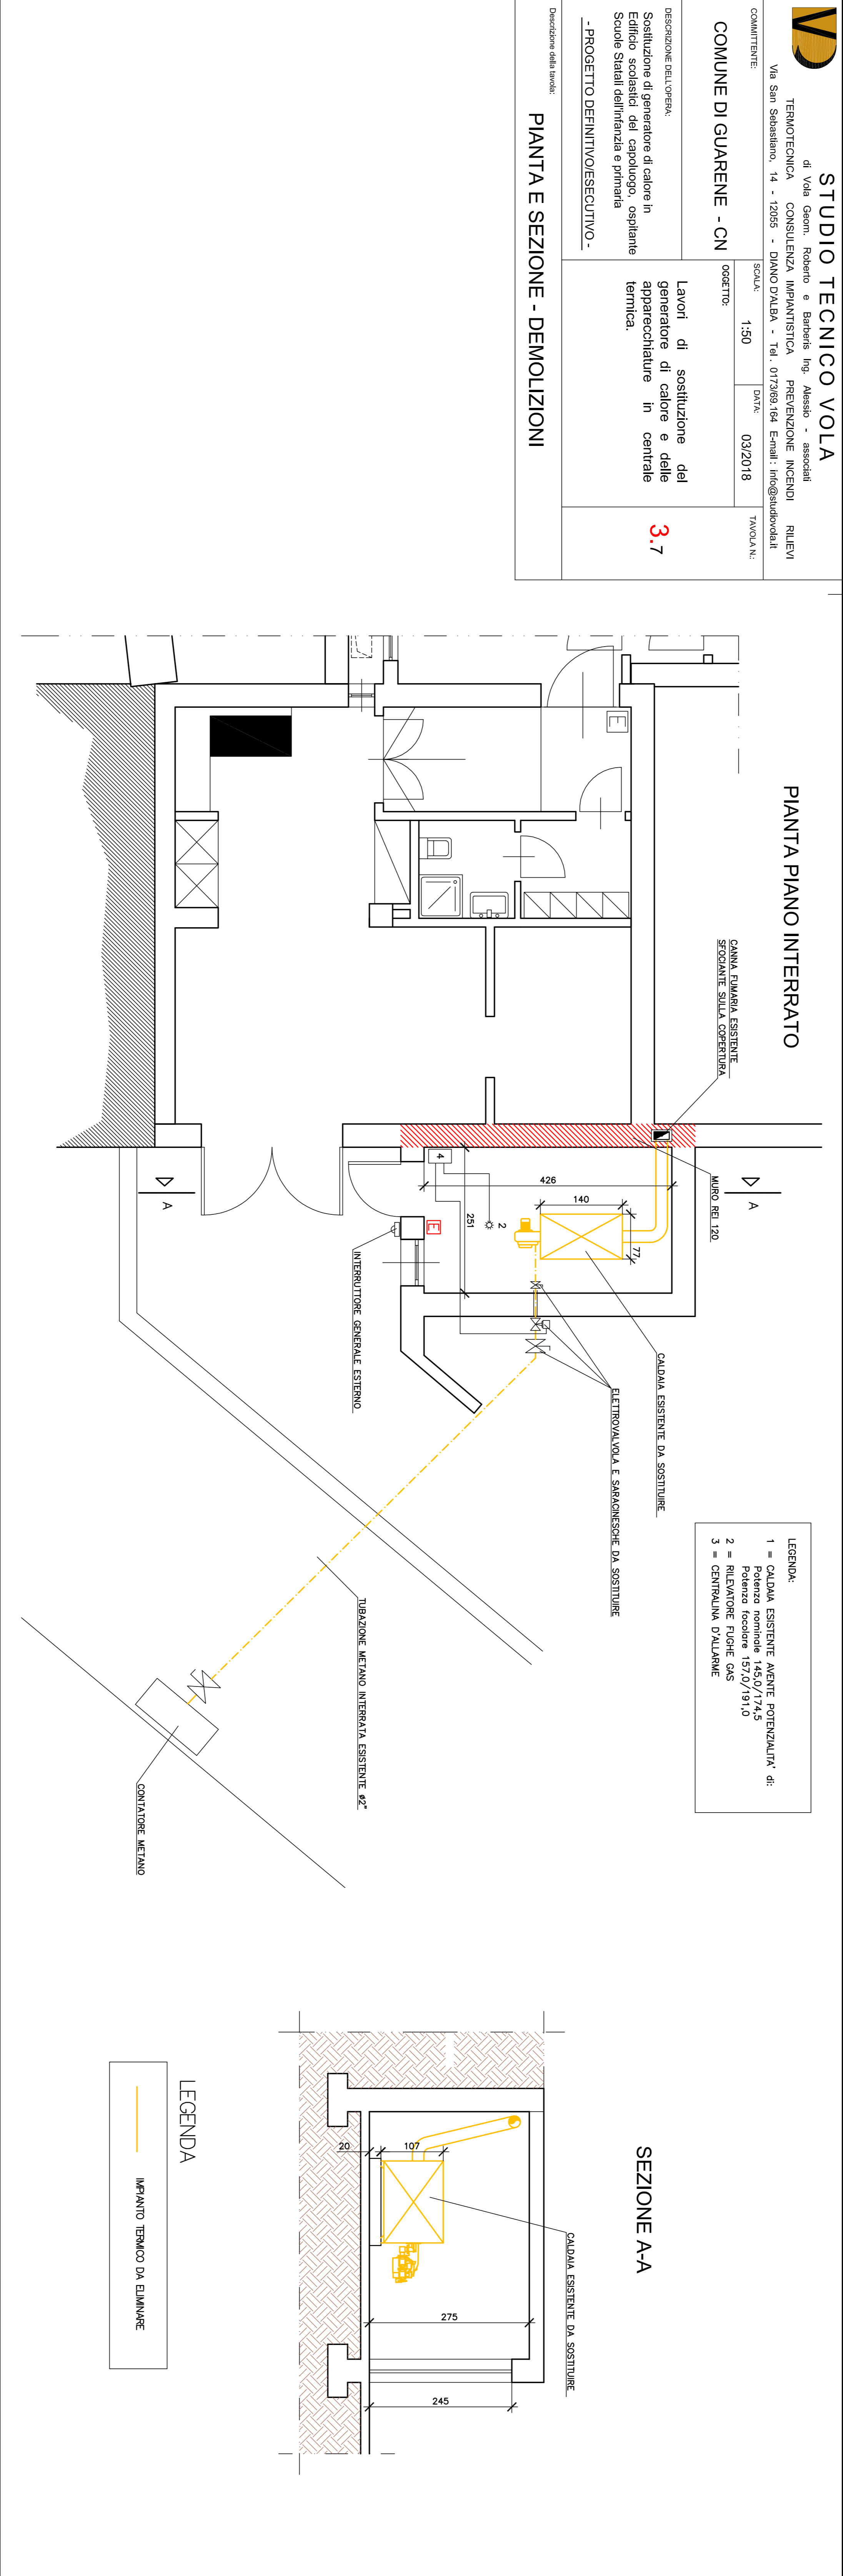 STUDIO TECNICO VOLA
di Vola Geom. Roberto e Barberis Ing. Alessio - associati
TERMOTECNICA CONSULENZA IMPIANTISTICA PREVENZIONE INCENDI RILIEVI
Via San Sebastiano, 14 - 12055 - DIANO D'ALBA - Tel. 0173/69.164 E-mail : info@studiovola.it
COMMITTENTE:
COMUNE DI GUARENE - CN
SCALA:
1:50
DATA:
03/2018
TAVOLA N.:
3.7
DESCRIZIONE DELL'OPERA:
Sostituzione di generatore di calore in
Edificio scolastici del capoluogo, ospitante
Scuole Statali dell'infanzia e primaria
- PROGETTO DEFINITIVO/ESECUTIVO -
OGGETTO:
Lavori di sostituzione del
generatore di calore e delle
apparecchiature in centrale
termica.
Descrizione della tavola:
PIANTA E SEZIONE - DEMOLIZIONI
PIANTA PIANO INTERRATO
CANNA FUMARIA ESISTENTE
SFOCIANTE SULLA COPERTURA
MURO REI 120
A
A
E
426
140
77
251
4
2
E
CALDAIA ESISTENTE DA SOSTITUIRE
ELETTROVALVOLA E SARACINESCHE DA SOSTITUIRE
INTERRUTTORE GENERALE ESTERNO
TUBAZIONE METANO INTERRATA ESISTENTE ø2"
CONTATORE METANO
LEGENDA:
1 = CALDAIA ESISTENTE AVENTE POTENZIALITA' di:
Potenza nominale 145,0/174,5
Potenza focolare 157,0/191,0
2 = RILEVATORE FUGHE GAS
3 = CENTRALINA D'ALLARME
SEZIONE A-A
CALDAIA ESISTENTE DA SOSTITUIRE
107
20
275
245
LEGENDA
IMPIANTO TERMICO DA ELIMINARE